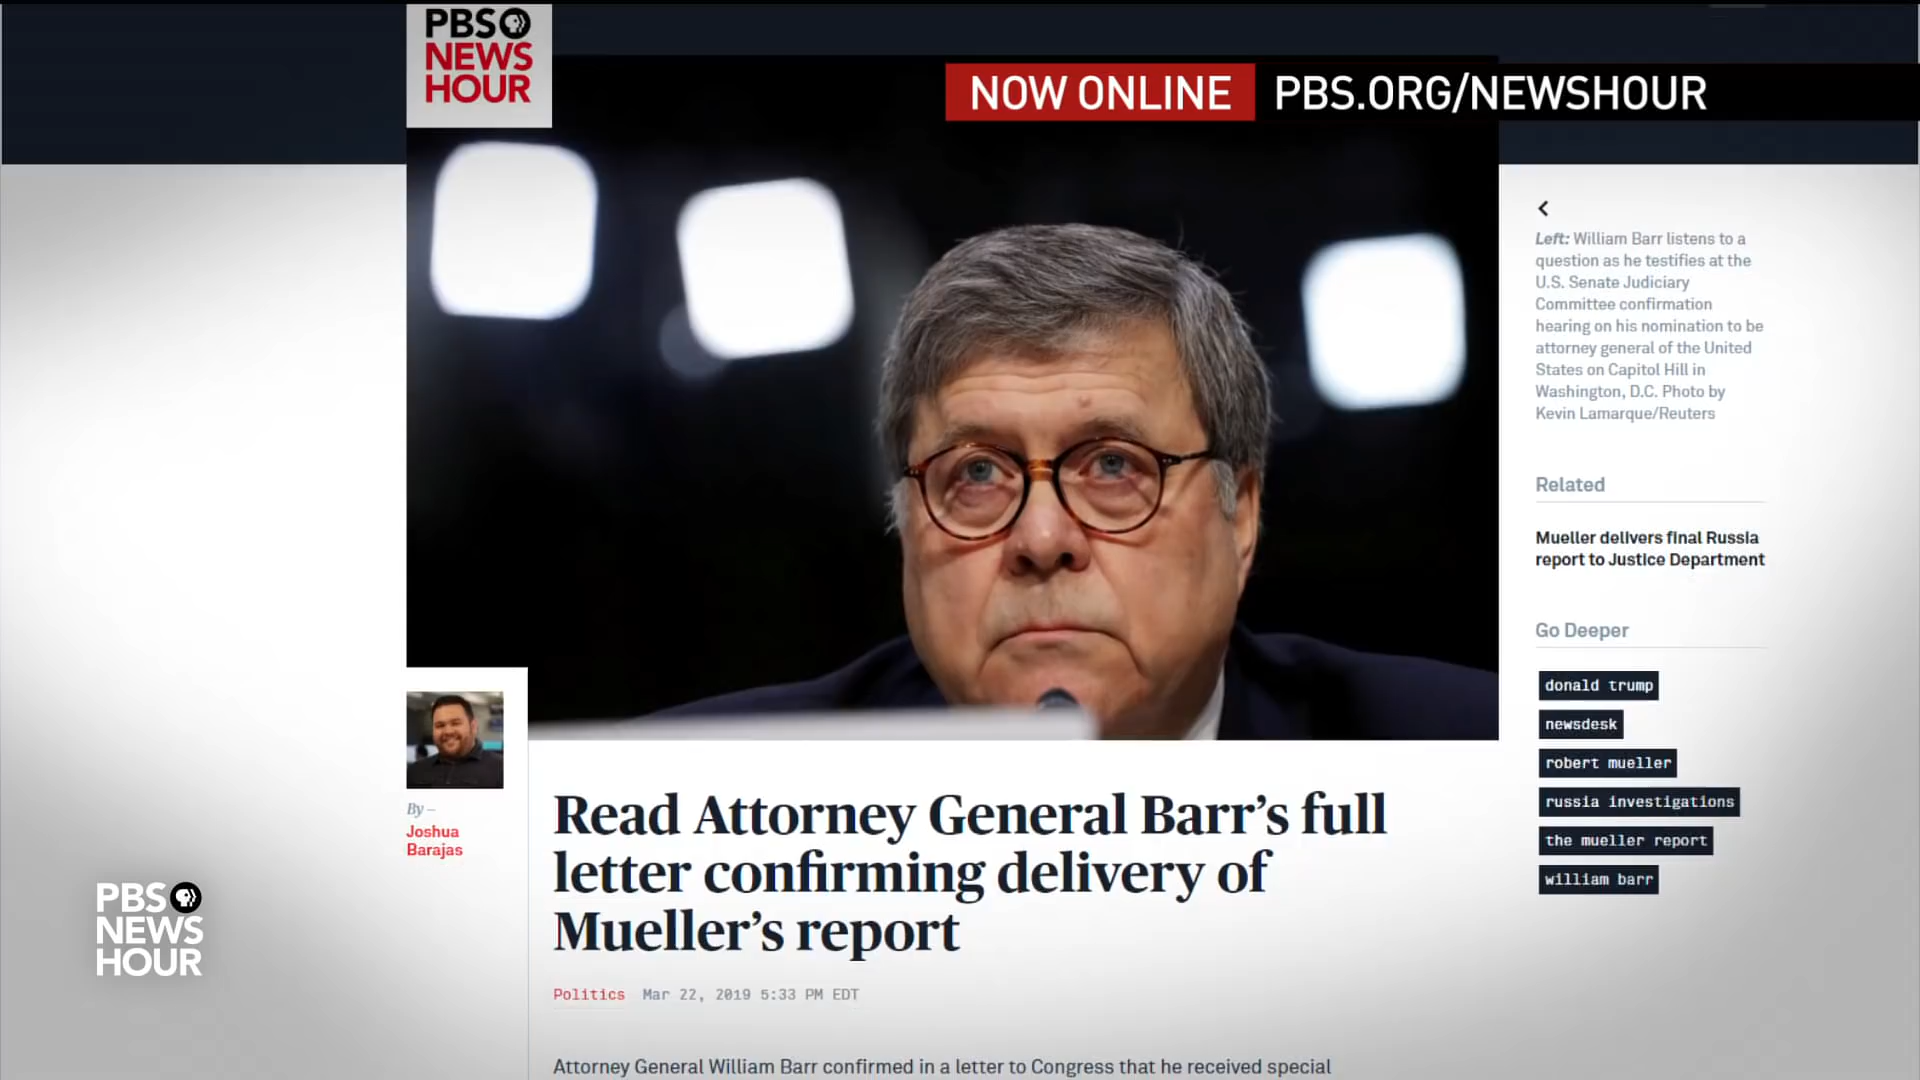 PBS
NEWS
HOUR
NOW ONLINE PBS.ORG/NEWSHOUR
Left: William Barr listens to a
question as he testifies at the
U.S. Senate Judiciary
Committee confirmation
hearing on his nomination to be
attorney general of the United
States on Capitol Hill in
Washington, D.C. Photo by
Kevin Lamarque/Reuters
Related
Mueller delivers final Russia
report to Justice Department
Go Deeper
donald trump
newsdesk
robert mueller
russia investigations
the mueller report
william barr
By –
Joshua
Barajas
Read Attorney General Barr’s full
letter confirming delivery of
Mueller’s report
Politics Mar 22, 2019 5:33 PM EDT
Attorney General William Barr confirmed in a letter to Congress that he received special
PBS
NEWS
HOUR